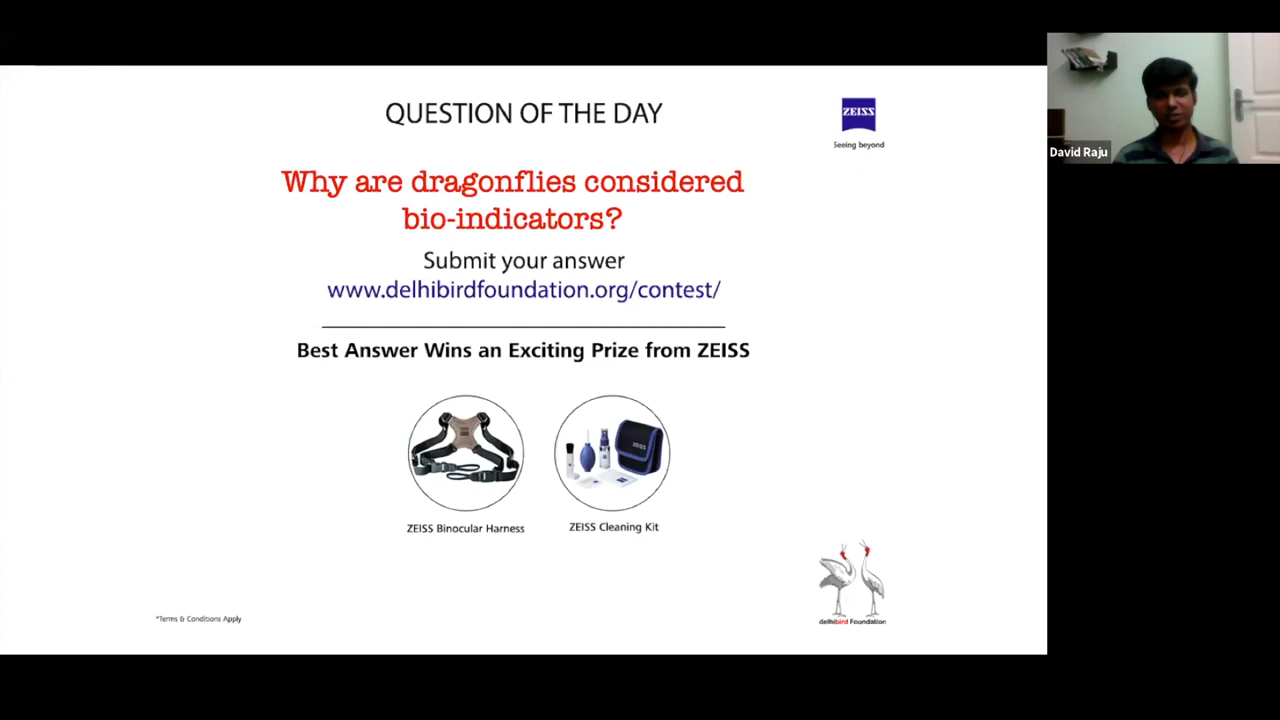 QUESTION OF THE DAY
ZEISS
Seeing beyond
David Raju
Why are dragonflies considered
bio-indicators?
Submit your answer
www.delhibirdfoundation.org/contest/
Best Answer Wins an Exciting Prize from ZEISS
ZEISS
ZEISS Binocular Harness
ZEISS Cleaning Kit
*Terms & Conditions Apply
delhibird Foundation